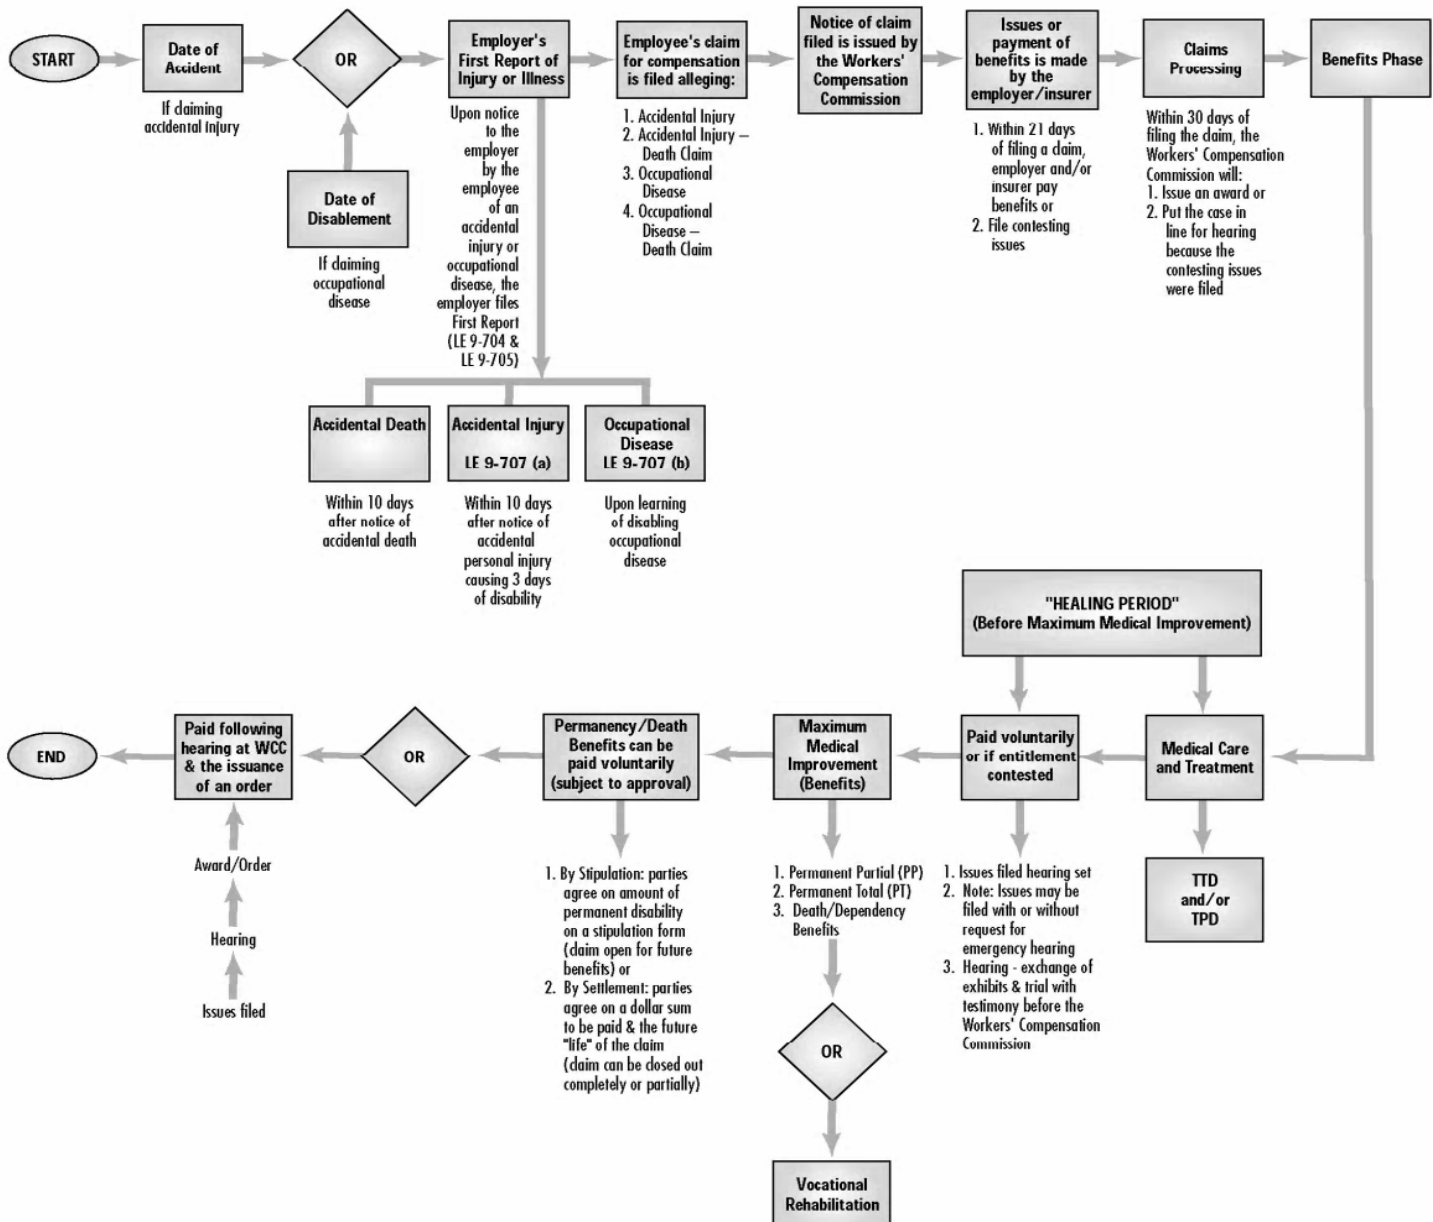 START
Date of
Accident
If claiming
accidental injury
OR
Date of
Disablement
If claiming
occupational
disease
Employer's
First Report of
Injury or Illness
Upon notice
to the
employer
by the
employee
of an
accidental
injury or
occupational
disease, the
employer files
First Report
(LE 9-704 &
LE 9-705)
Employee's claim
for compensation
is filed alleging:
1. Accidental Injury
2. Accidental Injury –
Death Claim
3. Occupational
Disease
4. Occupational
Disease –
Death Claim
Notice of claim
filed is issued by
the Workers'
Compensation
Commission
Issues or
payment of
benefits is made
by the
employer/insurer
1. Within 21 days
of filing a claim,
employer and/or
insurer pay
benefits or
2. File contesting
issues
Claims
Processing
Within 30 days of
filing the claim, the
Workers' Compensation
Commission will:
1. Issue an award or
2. Put the case in
line for hearing
because the
contesting issues
were filed
Benefits Phase
Accidental Death
Within 10 days
after notice of
accidental death
Accidental Injury
LE 9-707 (a)
Within 10 days
after notice of
accidental
personal injury
causing 3 days
of disability
Occupational
Disease
LE 9-707 (b)
Upon learning
of disabling
occupational
disease
"HEALING PERIOD"
(Before Maximum Medical Improvement)
Medical Care
and Treatment
TTD
and/or
TPD
Paid voluntarily
or if entitlement
contested
1. Issues filed hearing set
2. Note: Issues may be
filed with or without
request for
emergency hearing
3. Hearing - exchange of
exhibits & trial with
testimony before the
Workers' Compensation
Commission
Maximum
Medical
Improvement
(Benefits)
1. Permanent Partial (PP)
2. Permanent Total (PT)
3. Death/Dependency
Benefits
OR
Vocational
Rehabilitation
Permanency/Death
Benefits can be
paid voluntarily
(subject to approval)
1. By Stipulation: parties
agree on amount of
permanent disability
on a stipulation form
(claim open for future
benefits) or
2. By Settlement: parties
agree on a dollar sum
to be paid & the future
"life" of the claim
(claim can be closed out
completely or partially)
OR
Paid following
hearing at WCC
& the issuance
of an order
Award/Order
Hearing
Issues filed
END